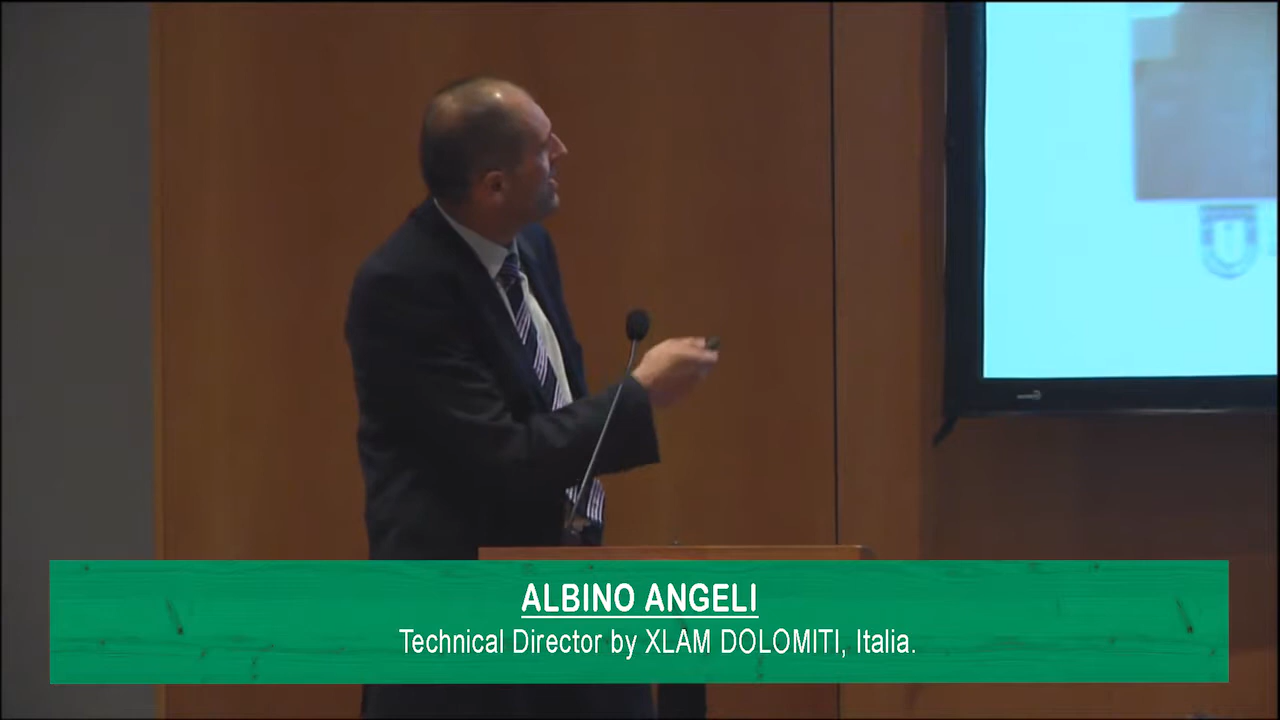 ALBINO ANGELI
Technical Director by XLAM DOLOMITI, Italia.